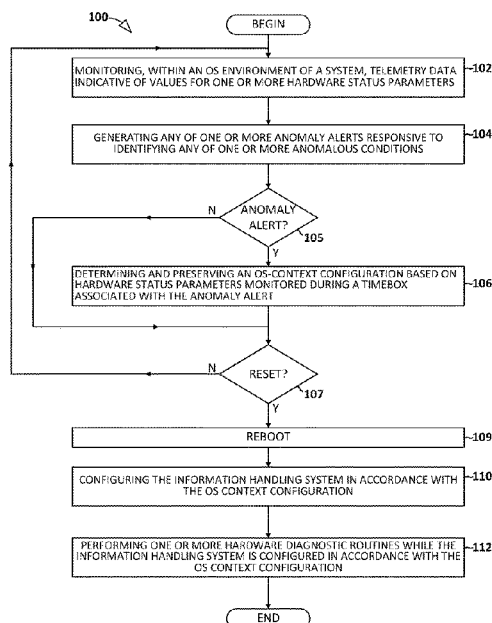 100
BEGIN
MONITORING, WITHIN AN OS ENVIRONMENT OF A SYSTEM, TELEMETRY DATA
INDICATIVE OF VALUES FOR ONE OR MORE HARDWARE STATUS PARAMETERS
102
GENERATING ANY OF ONE OR MORE ANOMALY ALERTS RESPONSIVE TO
IDENTIFYING ANY OF ONE OR MORE ANOMALOUS CONDITIONS
104
N
ANOMALY
ALERT?
105
Y
DETERMINING AND PRESERVING AN OS-CONTEXT CONFIGURATION BASED ON
HARDWARE STATUS PARAMETERS MONITORED DURING A TIMEBOX
ASSOCIATED WITH THE ANOMALY ALERT
106
N
RESET?
107
Y
REBOOT
109
CONFIGURING THE INFORMATION HANDLING SYSTEM IN ACCORDANCE WITH
THE OS CONTEXT CONFIGURATION
110
PERFORMING ONE OR MORE HARDWARE DIAGNOSTIC ROUTINES WHILE THE
INFORMATION HANDLING SYSTEM IS CONFIGURED IN ACCORDANCE WITH THE
OS CONTEXT CONFIGURATION
112
END